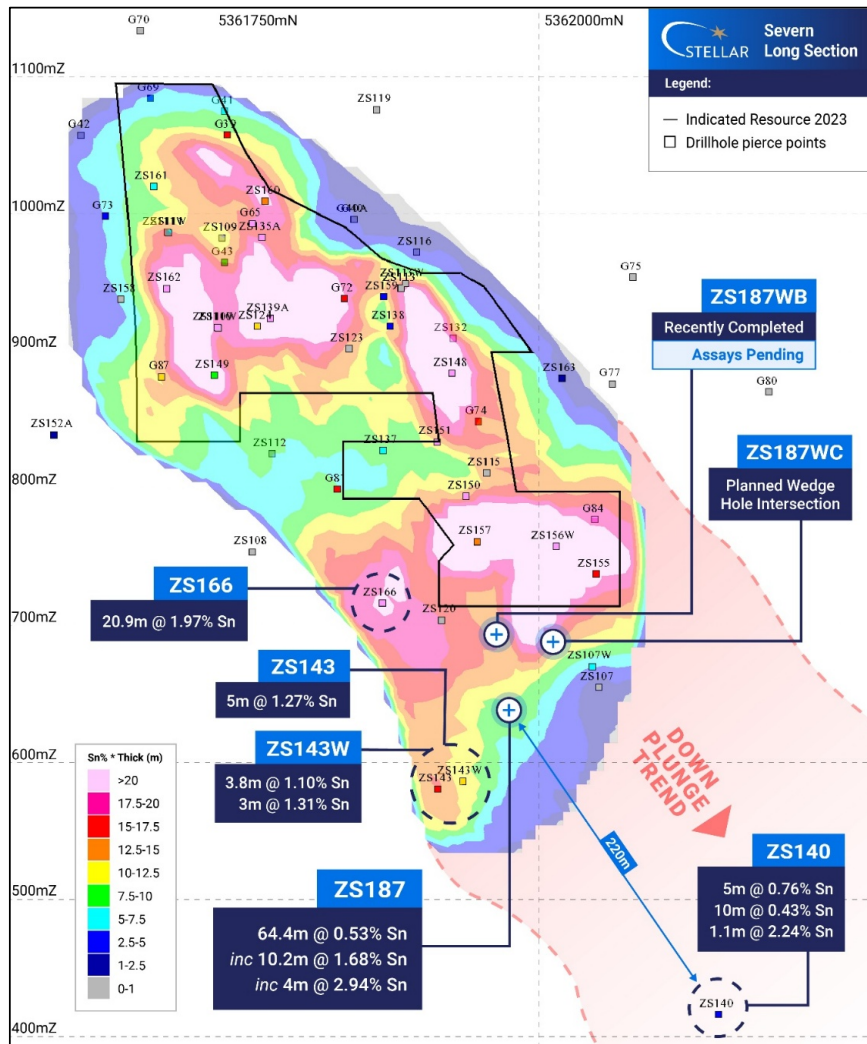 G70
5361750mN
5362000mN
STELLAR
Severn
Long Section
Legend:
Indicated Resource 2023
Drillhole pierce points
1100mZ
G69
G41
ZS119
G42
G39
ZS161
ZS160
1000mZ
G73
G65
ZS109
ZS135A
ZS116
G43
G75
ZS158
ZS162
G72
ZS159
ZS139A
ZS138
ZS132
900mZ
ZS123
G87
ZS149
ZS148
ZS163
G77
G80
ZS187WB
Recently Completed
Assays Pending
ZS152A
G74
ZS151
ZS112
ZS137
ZS115
800mZ
ZS150
G84
ZS187WC
Planned Wedge
Hole Intersection
ZS108
ZS157
ZS156W
ZS155
ZS166
20.9m @ 1.97% Sn
ZS166
ZS120
700mZ
ZS107W
ZS107
ZS143
5m @ 1.27% Sn
ZS143W
3.8m @ 1.10% Sn
3m @ 1.31% Sn
600mZ
ZS143
ZS143W
DOWN
PLUNGE
TREND
Sn% * Thick (m)
>20
17.5-20
15-17.5
12.5-15
10-12.5
7.5-10
5-7.5
2.5-5
1-2.5
0-1
220m
ZS187
64.4m @ 0.53% Sn
inc 10.2m @ 1.68% Sn
inc 4m @ 2.94% Sn
ZS140
5m @ 0.76% Sn
10m @ 0.43% Sn
1.1m @ 2.24% Sn
500mZ
ZS140
400mZ